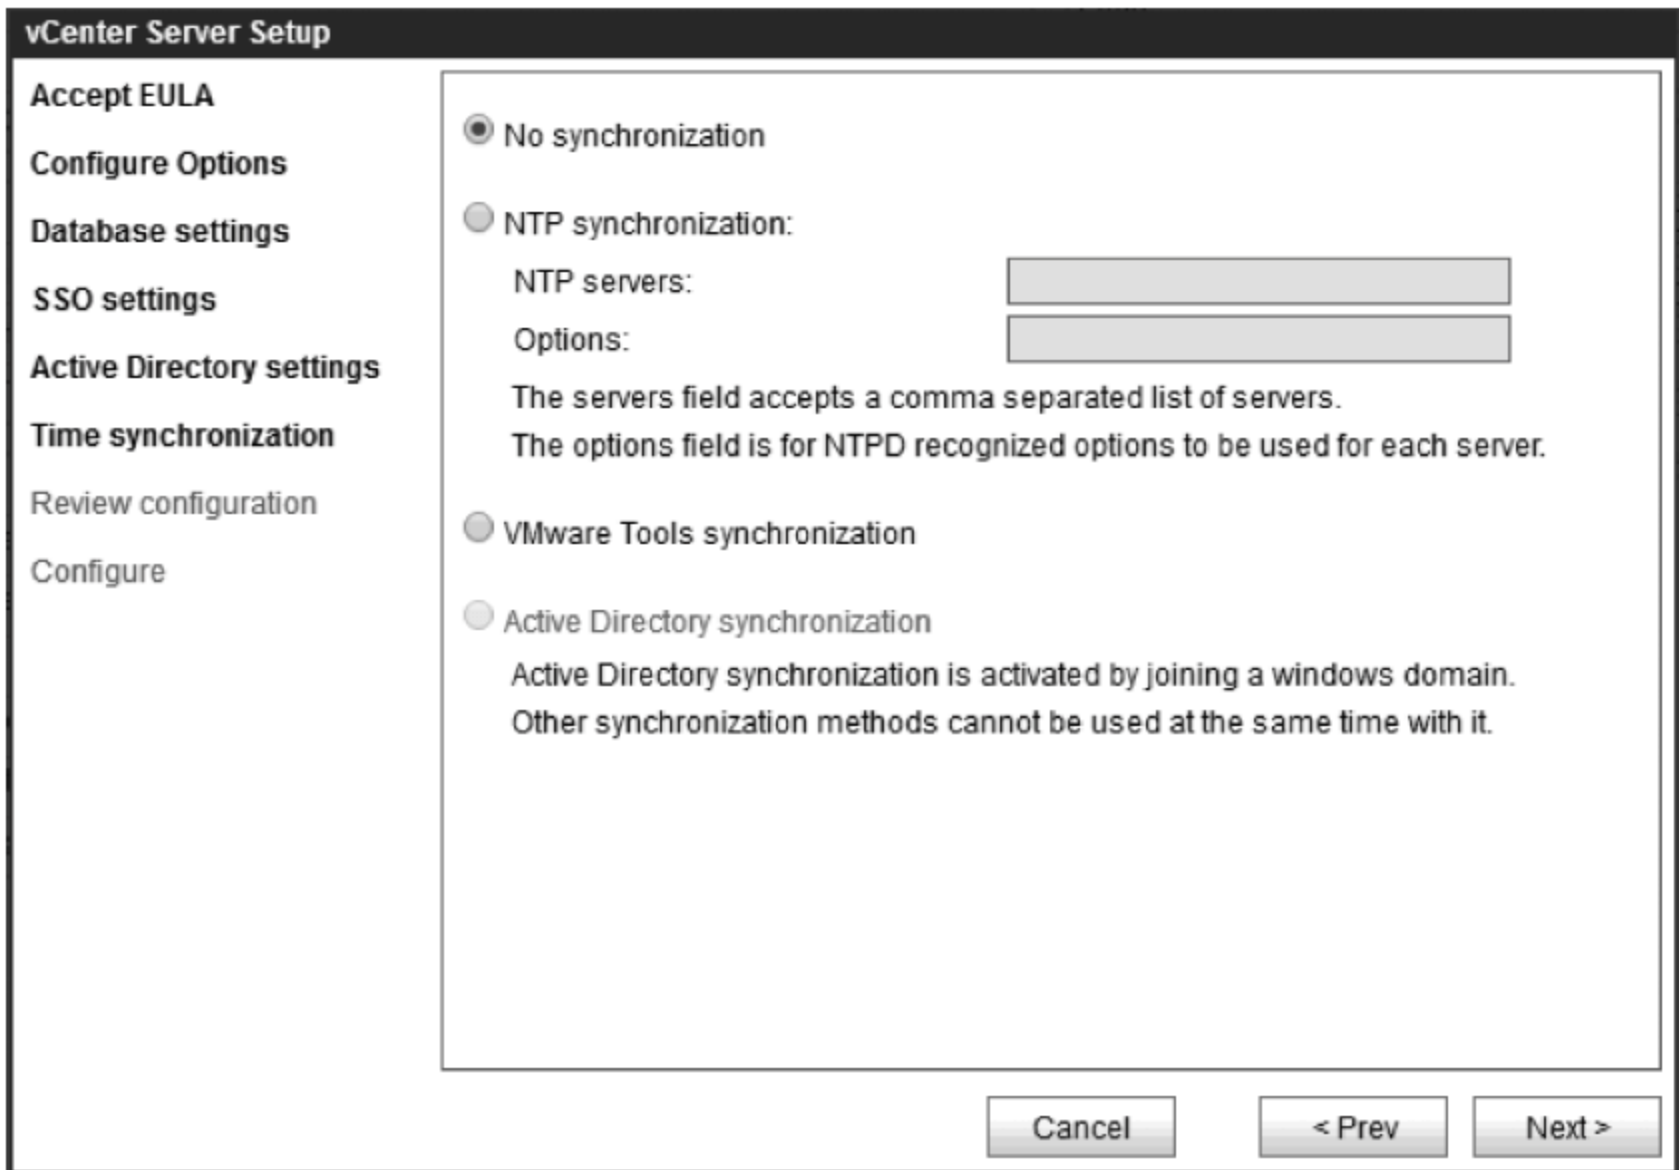 vCenter Server Setup
Accept EULA
Configure Options
Database settings
SSO settings
Active Directory settings
Time synchronization
Review configuration
Configure
No synchronization
NTP synchronization:
NTP servers:
Options:
The servers field accepts a comma separated list of servers.
The options field is for NTPD recognized options to be used for each server.
VMware Tools synchronization
Active Directory synchronization
Active Directory synchronization is activated by joining a windows domain.
Other synchronization methods cannot be used at the same time with it.
Cancel
< Prev
Next >